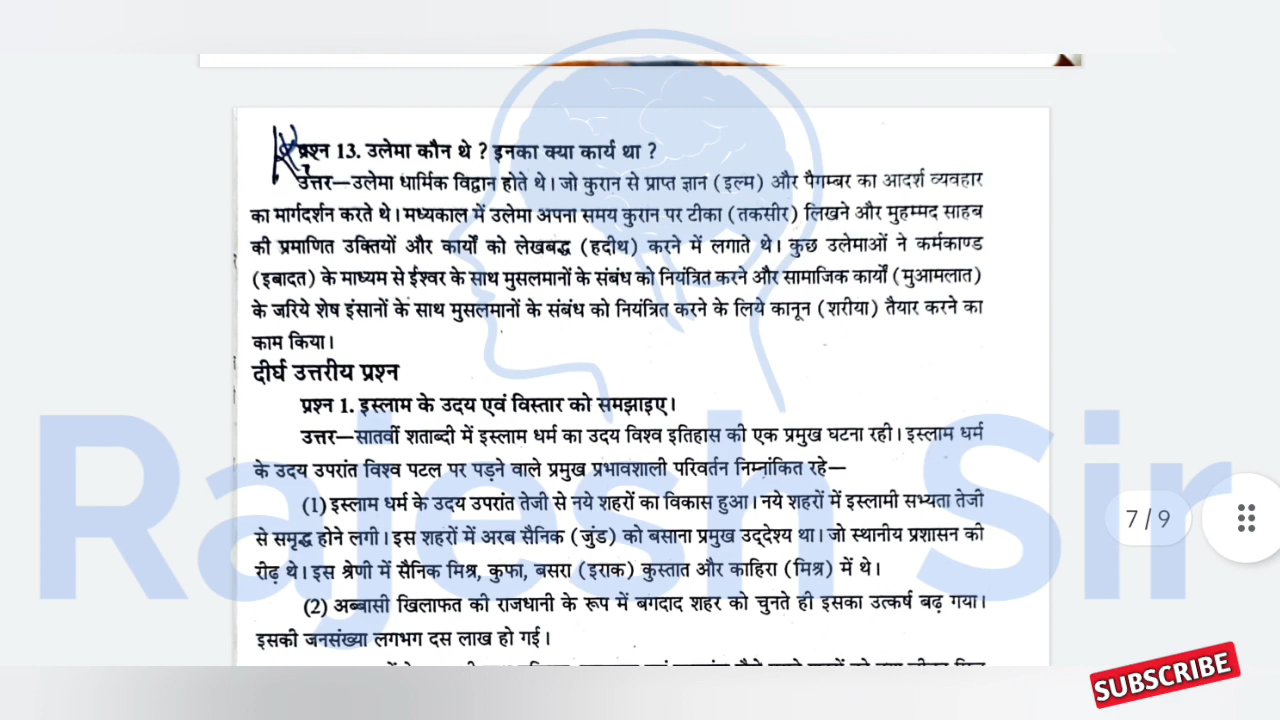 प्रश्न 13. उलेमा कौन थे ? इनका क्या कार्य था ?
उत्तर—उलेमा धार्मिक विद्वान होते थे। जो कुरान से प्राप्त ज्ञान (इल्म) और पैगम्बर का आदर्श व्यवहार
का मार्गदर्शन करते थे। मध्यकाल में उलेमा अपना समय कुरान पर टीका (तकसीर) लिखने और मुहम्मद साहब
की प्रमाणित उक्तियों और कार्यों को लेखबद्ध (हदीथ) करने में लगाते थे। कुछ उलेमाओं ने कर्मकाण्ड
(इबादत) के माध्यम से ईश्वर के साथ मुसलमानों के संबंध को नियंत्रित करने और सामाजिक कार्यों (मुआमलात)
के जरिये शेष इंसानों के साथ मुसलमानों के संबंध को नियंत्रित करने के लिये कानून (शरीया) तैयार करने का
काम किया।
दीर्घ उत्तरीय प्रश्न
प्रश्न 1. इस्लाम के उदय एवं विस्तार को समझाइए।
उत्तर—सातवीं शताब्दी में इस्लाम धर्म का उदय विश्व इतिहास की एक प्रमुख घटना रही। इस्लाम धर्म
के उदय उपरांत विश्व पटल पर पड़ने वाले प्रमुख प्रभावशाली परिवर्तन निम्नांकित रहे—
(1) इस्लाम धर्म के उदय उपरांत तेजी से नये शहरों का विकास हुआ। नये शहरों में इस्लामी सभ्यता तेजी
से समृद्ध होने लगी। इस शहरों में अरब सैनिक (जुंड) को बसाना प्रमुख उद्देश्य था। जो स्थानीय प्रशासन की
रीढ़ थे। इस श्रेणी में सैनिक मिश्र, कुफा, बसरा (इराक) कुस्तात और काहिरा (मिश्र) में थे।
(2) अब्बासी खिलाफत की राजधानी के रूप में बगदाद शहर को चुनते ही इसका उत्कर्ष बढ़ गया।
इसकी जनसंख्या लगभग दस लाख हो गई।
Rajesh Sir
7 / 9
SUBSCRIBE